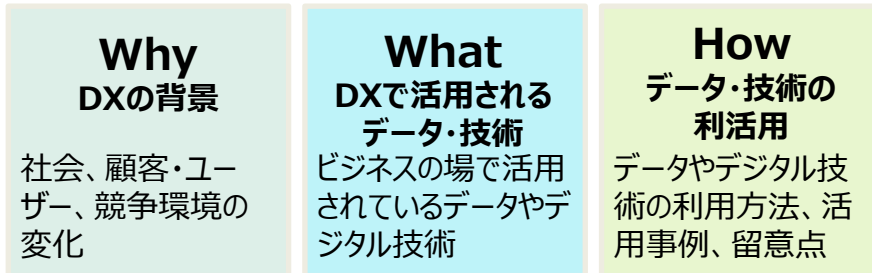 Why
DXの背景
社会、顧客・ユー
ザー、競争環境の
変化
What
DXで活用される
データ・技術
ビジネスの場で活用
されているデータやデ
ジタル技術
How
データ・技術の
利活用
データやデジタル技
術の利用方法、活
用事例、留意点